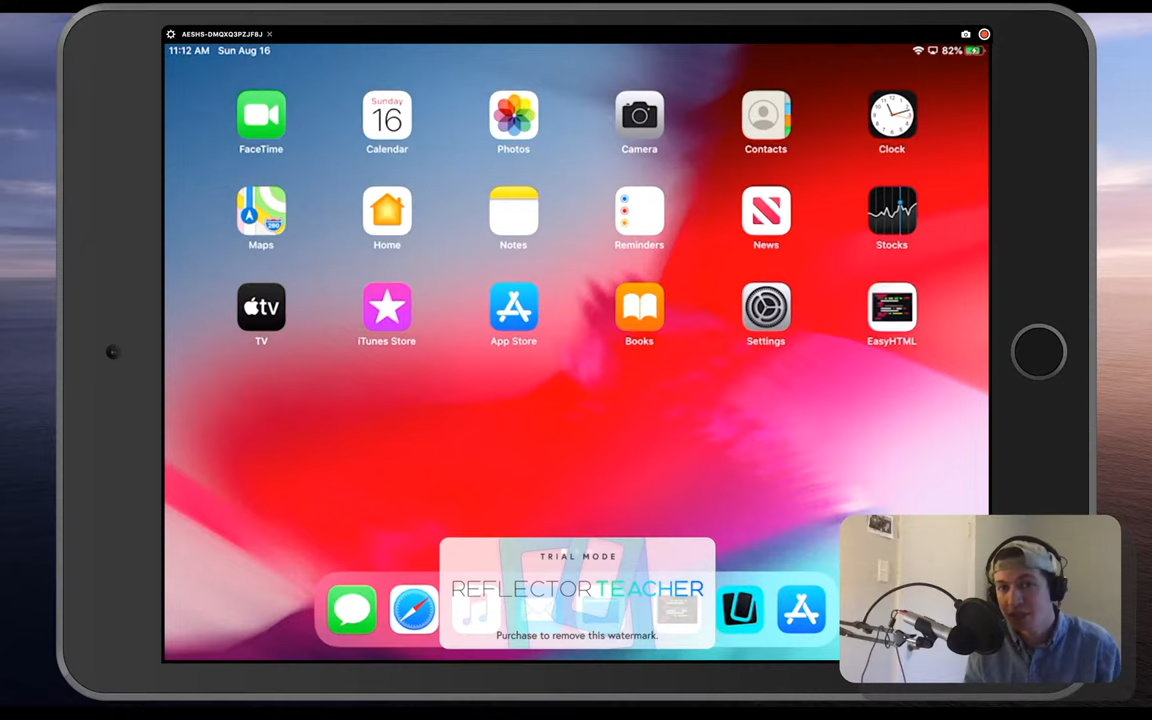 AESHS-DMQXQ3PZJF8J
11:12 AM Sun Aug 16
82%
FaceTime
Sunday
16
Calendar
Photos
Camera
Contacts
Clock
Maps
280
Home
Notes
Reminders
News
Stocks
tv
TV
iTunes Store
App Store
Books
Settings
EasyHTML
TRIAL MODE
REFLECTORTEACHER
Purchase to remove this watermark.